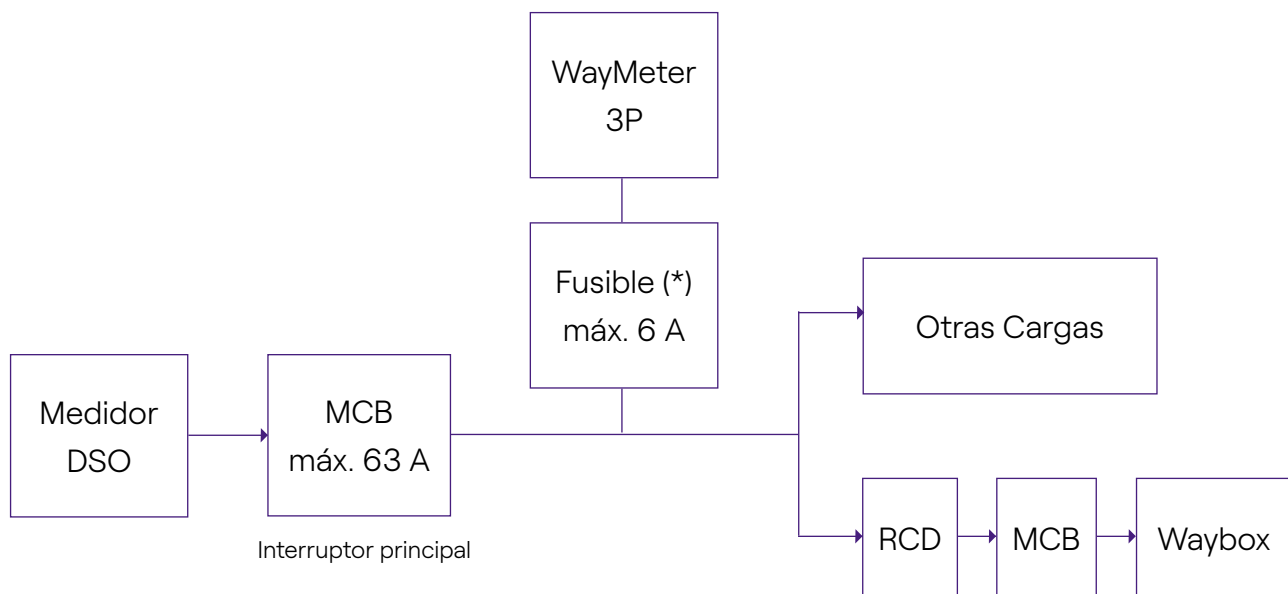 WayMeter
3P
Fusible (*)
máx. 6 A
Otras Cargas
Medidor
DSO
MCB
máx. 63 A
Interruptor principal
RCD
MCB
Waybox